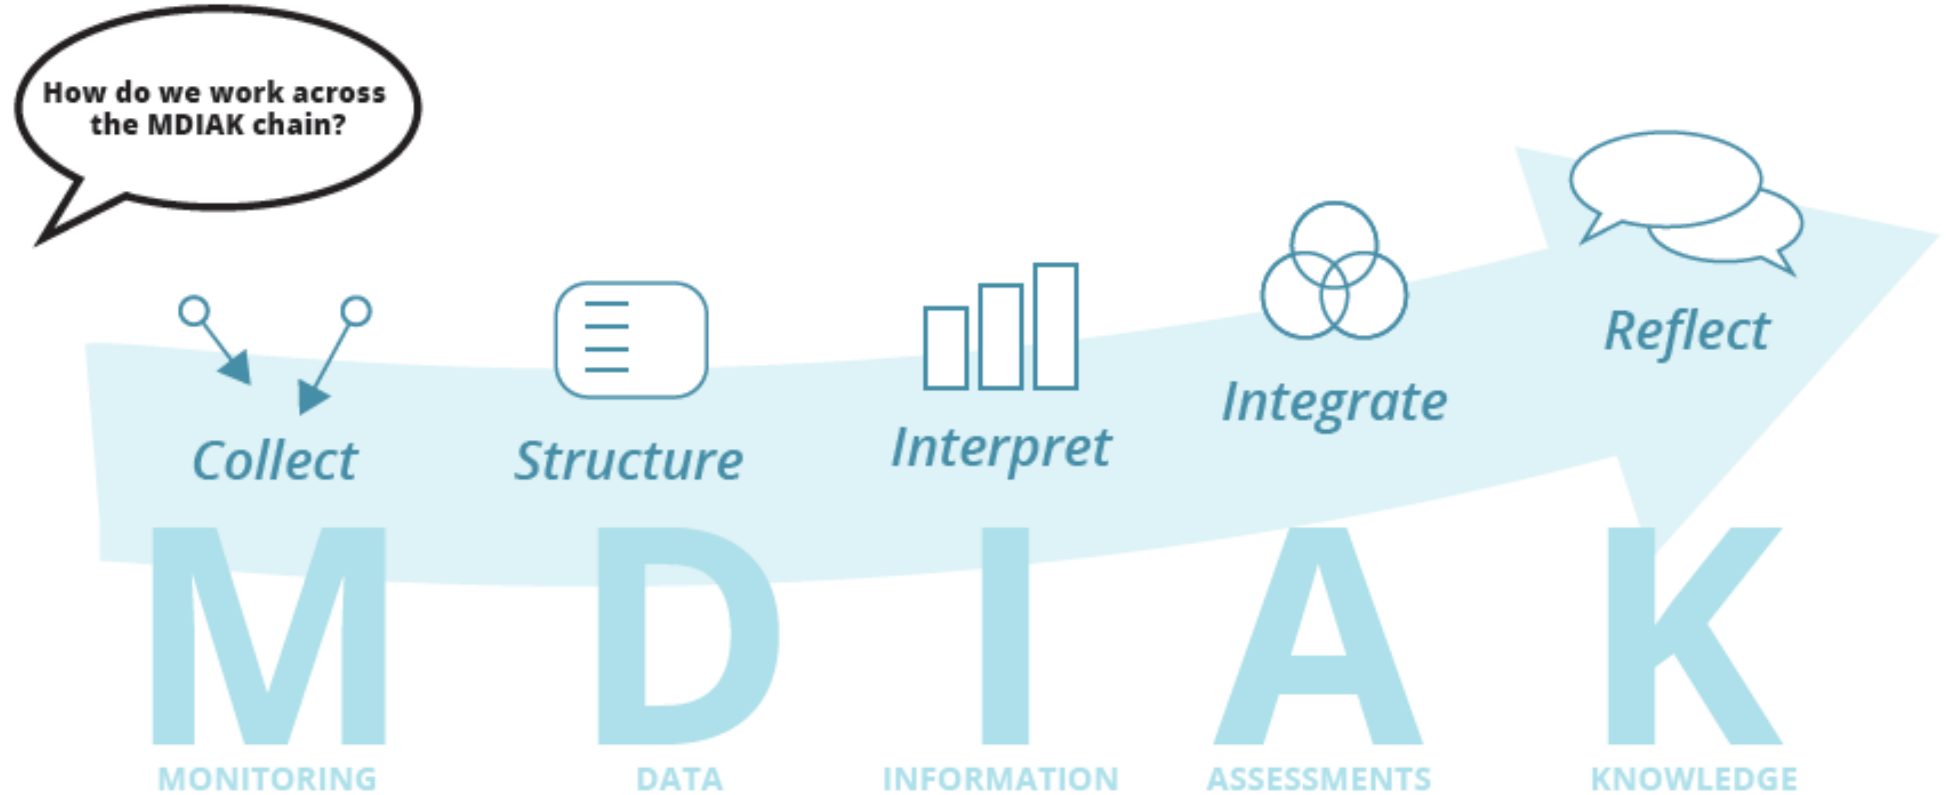 How do we work across
the MDIAK chain?
Collect
Structure
Interpret
Integrate
Reflect
M D I A K
MONITORING DATA INFORMATION ASSESSMENTS KNOWLEDGE